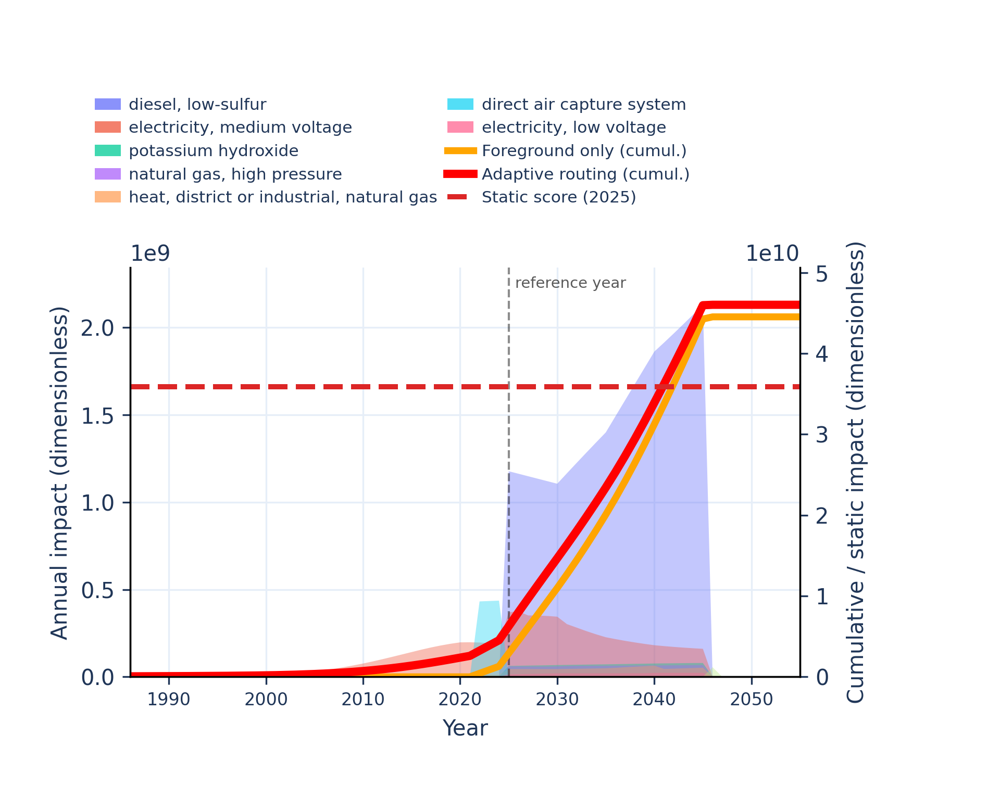 diesel, low-sulfur
electricity, medium voltage
potassium hydroxide
natural gas, high pressure
heat, district or industrial, natural gas
direct air capture system
electricity, low voltage
Foreground only (cumul.)
Adaptive routing (cumul.)
Static score (2025)
1e9
1e10
reference year
Annual impact (dimensionless)
2.0
1.5
1.0
0.5
0.0
5
4
3
2
1
0
Cumulative / static impact (dimensionless)
1990 2000 2010 2020 2030 2040 2050
Year